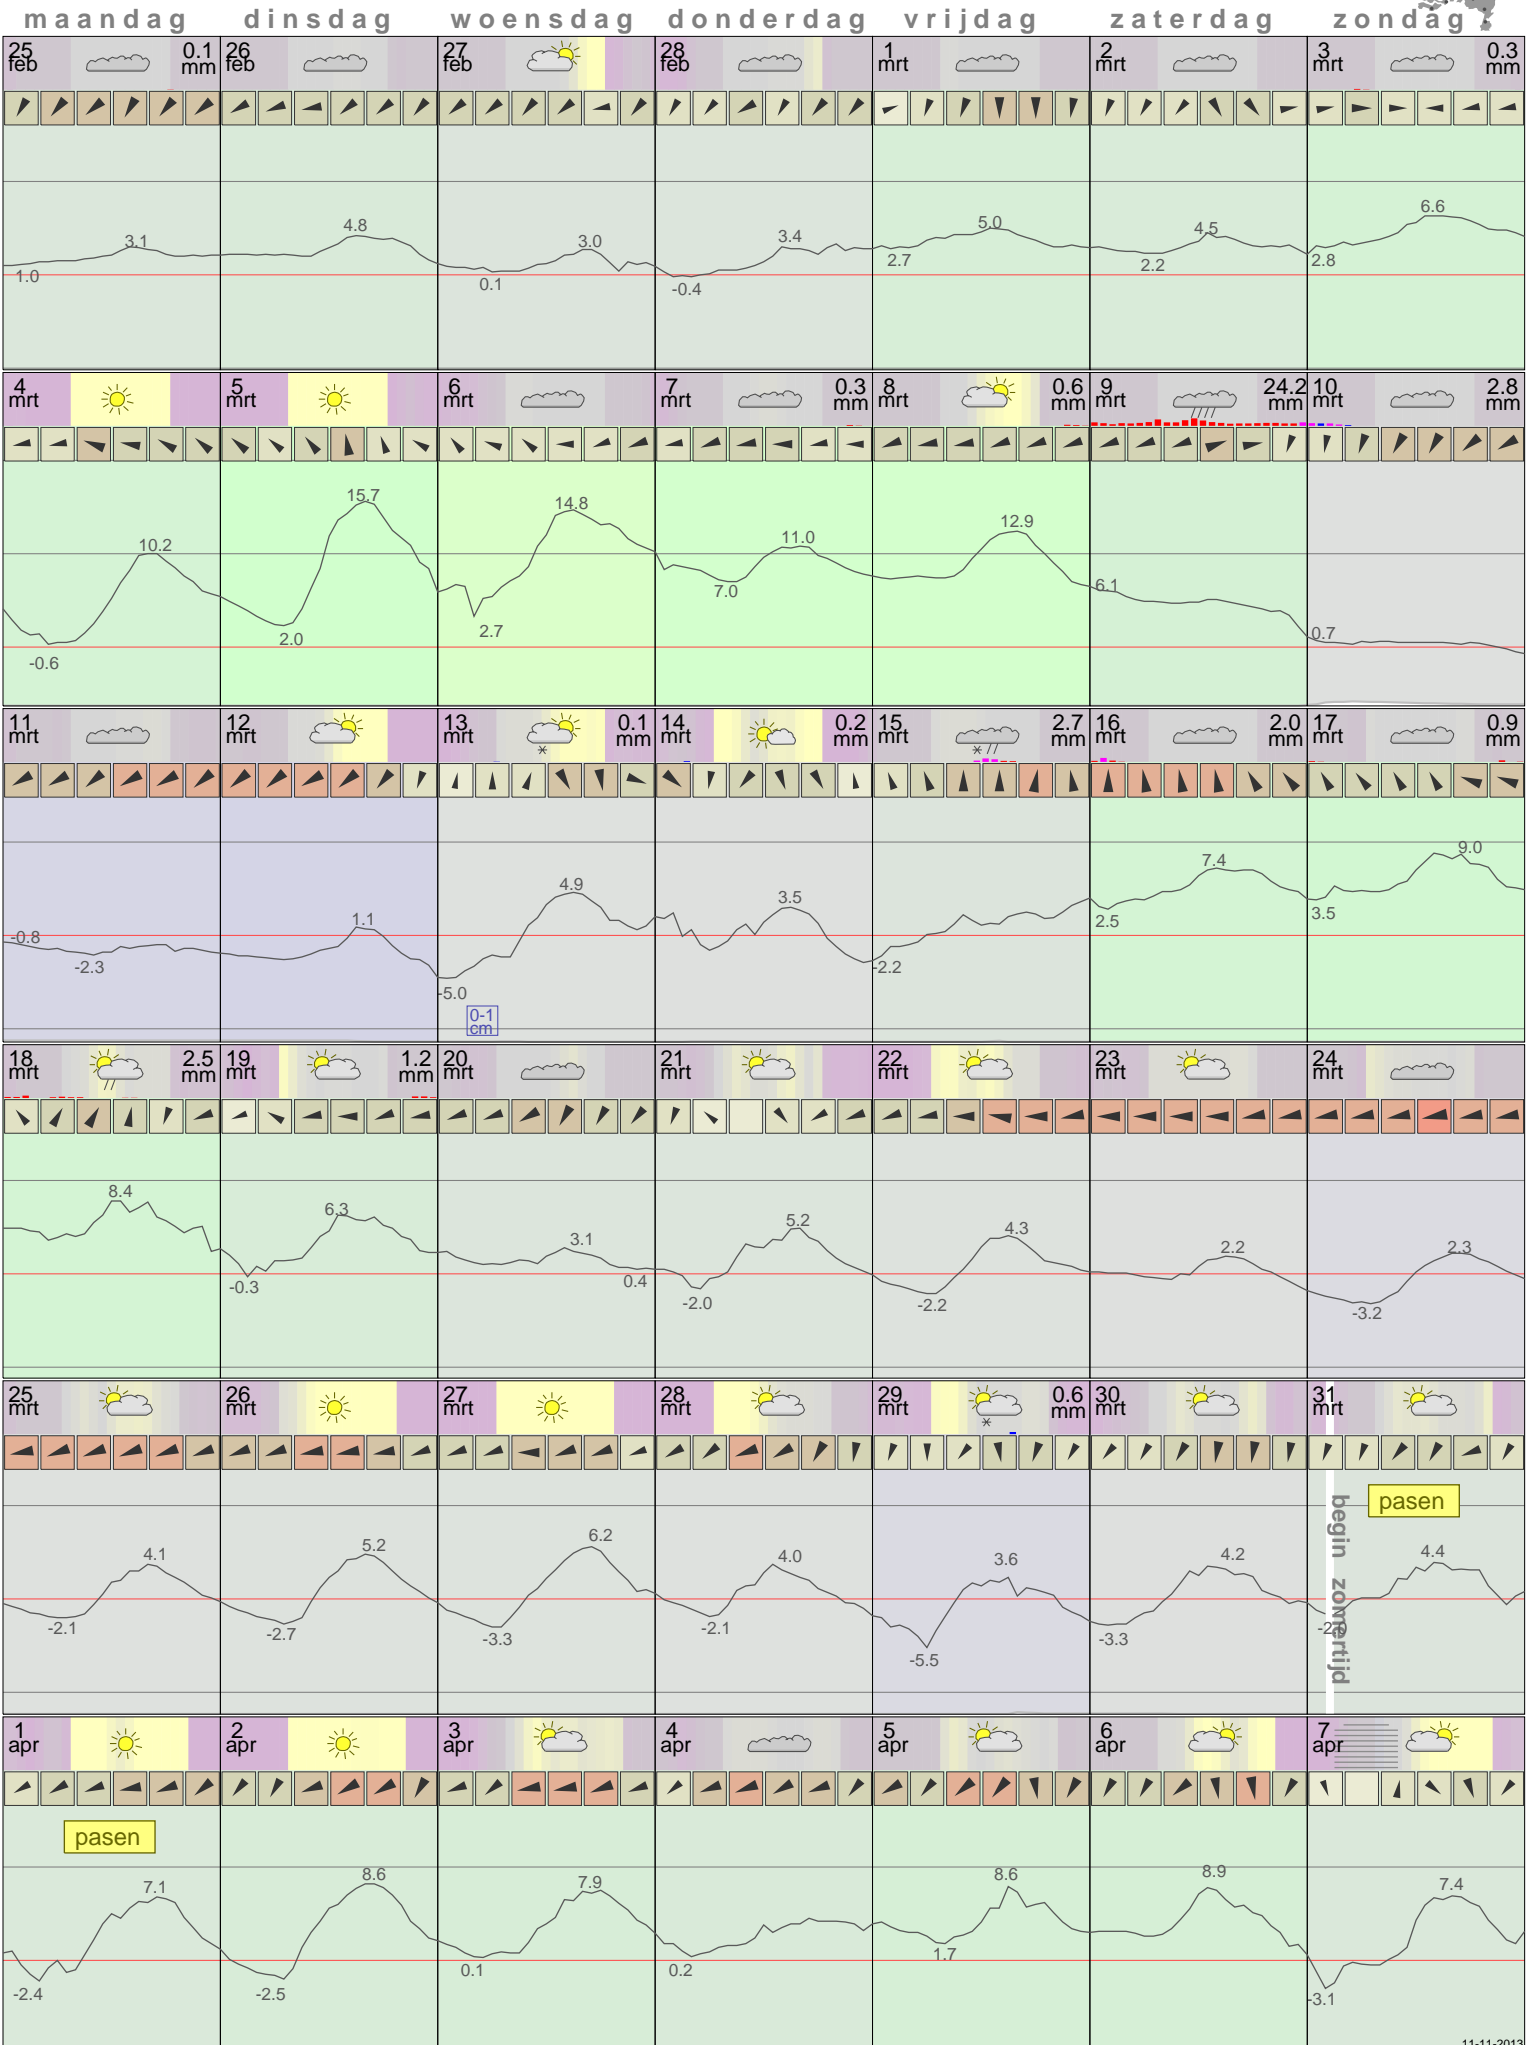 maandag dinsdag woensdag donderdag vrijdag zaterdag zondag
25 0.1 26 27 28 1 2 3 0.3
feb mm feb feb feb mrt mrt mrt mm
3.1 4.8 3.0 3.4 5.0 4.5 6.6
1.0 0.1 -0.4 2.7 2.2 2.8
4 5 6 7 0.3 8 0.6 9 24.2 10 2.8
mrt mrt mrt mrt mm mrt mm mrt mm mrt mm
10.2 15.7 14.8 11.0 12.9 6.1 0.7
-0.6 2.0 2.7 7.0
11 12 13 0.1 14 0.2 15 2.7 16 2.0 17 0.9
mrt mrt mrt mm mrt mm mrt mm mrt mm mrt mm
-0.8 1.1 4.9 3.5 7.4 9.0
-2.3 -5.0 -2.2 2.5 3.5
0-1
cm
18 2.5 19 1.2 20 21 22 23 24
mrt mm mrt mm mrt mrt mrt mrt mrt
8.4 6.3 3.1 5.2 4.3 2.2 2.3
-0.3 0.4 -2.0 -2.2 -3.2
25 26 27 28 29 0.6 30 31
mrt mrt mrt mrt mrt mm mrt mrt
pasen
begin zomertijd
4.1 5.2 6.2 4.0 3.6 4.2 4.4
-2.1 -2.7 -3.3 -2.1 -5.5 -3.3 -2.0
1 2 3 4 5 6 7
apr apr apr apr apr apr apr
pasen
7.1 8.6 7.9 8.6 8.9 7.4
-2.4 -2.5 0.1 0.2 1.7 -3.1
11-11-2013